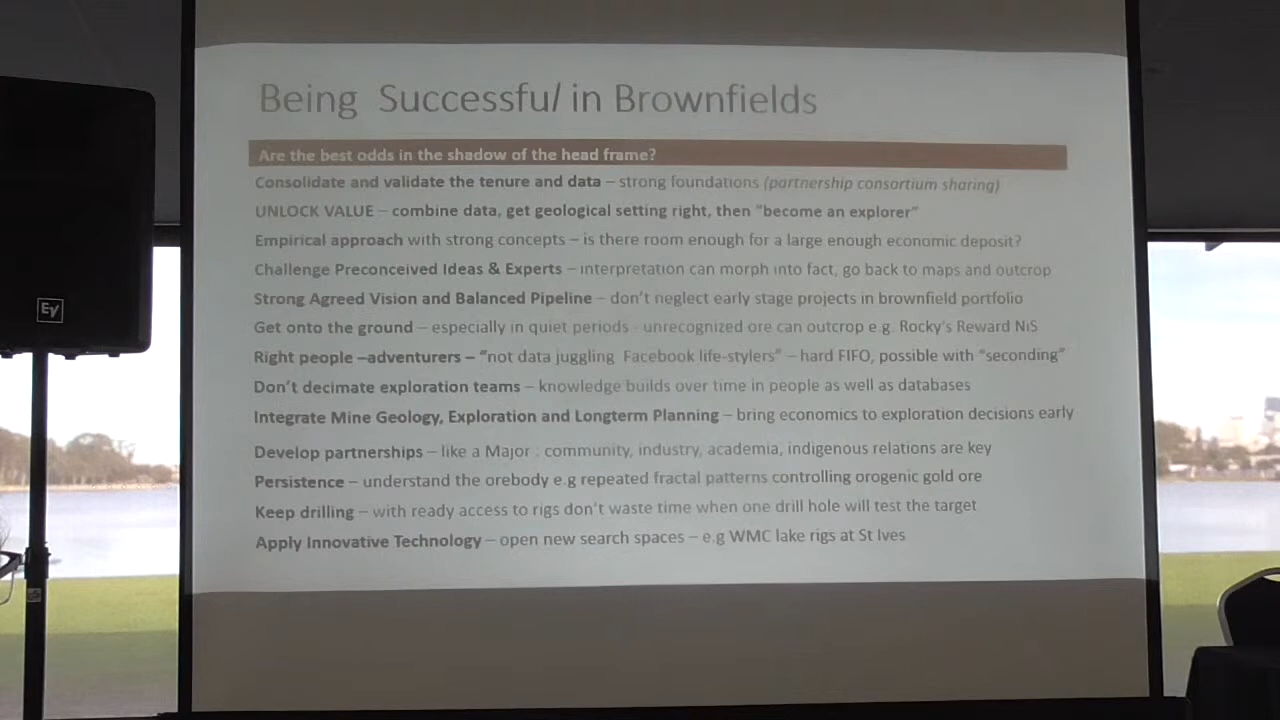 Being Successful in Brownfields
Are the best odds in the shadow of the head frame?
Consolidate and validate the tenure and data – strong foundations (partnership consortium sharing)
UNLOCK VALUE – combine data, get geological setting right, then "become an explorer"
Empirical approach with strong concepts – is there room enough for a large enough economic deposit?
Challenge Preconceived Ideas & Experts – interpretation can morph into fact, go back to maps and outcrop
Strong Agreed Vision and Balanced Pipeline – don't neglect early stage projects in brownfield portfolio
Get onto the ground – especially in quiet periods - unrecognized ore can outcrop e.g. Rocky's Reward NiS
Right people –adventurers – "not data juggling Facebook life-stylers" – hard FIFO, possible with "seconding"
Don't decimate exploration teams – knowledge builds over time in people as well as databases
Integrate Mine Geology, Exploration and Longterm Planning – bring economics to exploration decisions early
Develop partnerships – like a Major : community, industry, academia, indigenous relations are key
Persistence – understand the orebody e.g repeated fractal patterns controlling orogenic gold ore
Keep drilling – with ready access to rigs don't waste time when one drill hole will test the target
Apply Innovative Technology – open new search spaces – e.g WMC lake rigs at St Ives
EV